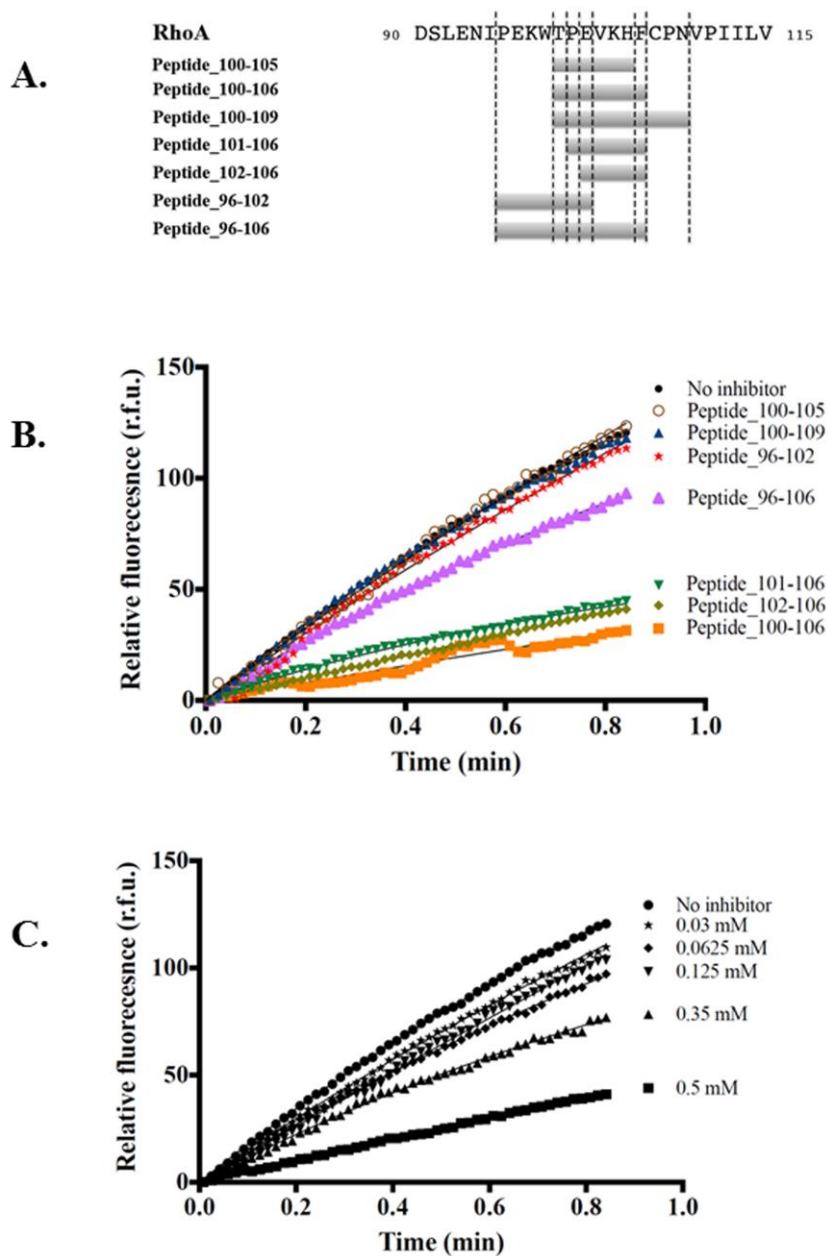 A.
RhoA 90 DSLENIPEKWTPEVKHFCPNVPIILV 115
Peptide_100-105
Peptide_100-106
Peptide_100-109
Peptide_101-106
Peptide_102-106
Peptide_96-102
Peptide_96-106
B.
Relative fluorecesnce (r.f.u.)
150
100
50
0
0.0 0.2 0.4 0.6 0.8 1.0
Time (min)
No inhibitor
Peptide_100-105
Peptide_100-109
Peptide_96-102
Peptide_96-106
Peptide_101-106
Peptide_102-106
Peptide_100-106
C.
Relative fluorecesnce (r.f.u.)
150
100
50
0
0.0 0.2 0.4 0.6 0.8 1.0
Time (min)
No inhibitor
0.03 mM
0.0625 mM
0.125 mM
0.35 mM
0.5 mM